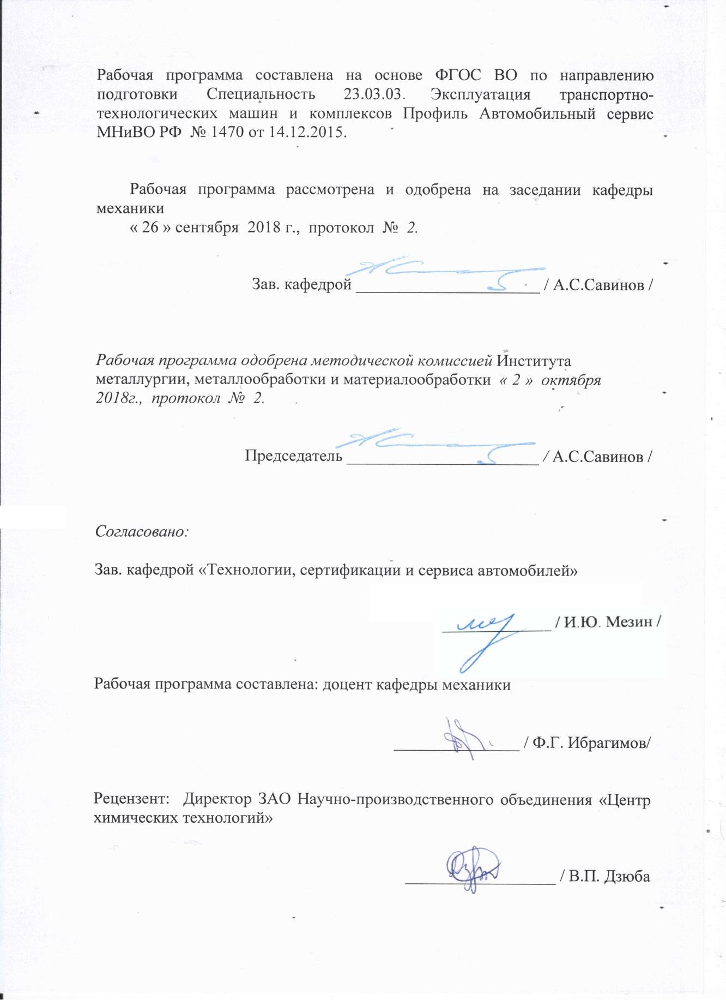 Рабочая программа составлена на основе ФГОС ВО по направлению
подготовки Специальность 23.03.03. Эксплуатация транспортно-
технологических машин и комплексов Профиль Автомобильный сервис
МНиВО РФ № 1470 от 14.12.2015.
Рабочая программа рассмотрена и одобрена на заседании кафедры
механики
« 26 » сентября 2018 г., протокол № 2.
Зав. кафедрой ______________________ / А.С.Савинов /
Рабочая программа одобрена методической комиссией Института
металлургии, металлообработки и материалообработки « 2 » октября
2018г., протокол № 2.
Председатель _______________________ / А.С.Савинов /
Согласовано:
Зав. кафедрой «Технологии, сертификации и сервиса автомобилей»
_____________ / И.Ю. Мезин /
Рабочая программа составлена: доцент кафедры механики
_______________ / Ф.Г. Ибрагимов/
Рецензент: Директор ЗАО Научно-производственного объединения «Центр
химических технологий»
__________________ / В.П. Дзюба